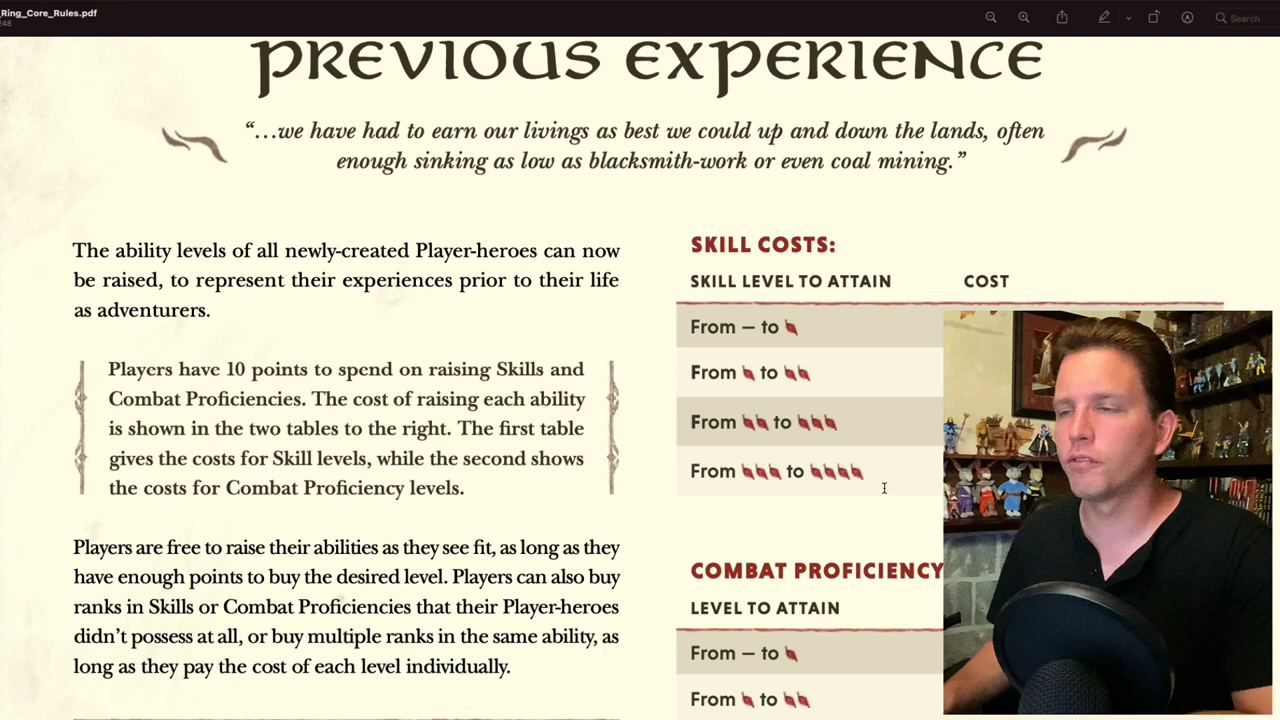 _Ring_Core_Rules.pdf
248
Search
PREVIOUS EXPERIENCE
“…we have had to earn our livings as best we could up and down the lands, often
enough sinking as low as blacksmith-work or even coal mining.”
The ability levels of all newly-created Player-heroes can now
be raised, to represent their experiences prior to their life
as adventurers.
Players have 10 points to spend on raising Skills and
Combat Proficiencies. The cost of raising each ability
is shown in the two tables to the right. The first table
gives the costs for Skill levels, while the second shows
the costs for Combat Proficiency levels.
Players are free to raise their abilities as they see fit, as long as they
have enough points to buy the desired level. Players can also buy
ranks in Skills or Combat Proficiencies that their Player-heroes
didn’t possess at all, or buy multiple ranks in the same ability, as
long as they pay the cost of each level individually.
SKILL COSTS:
SKILL LEVEL TO ATTAIN COST
From — to
From to
From to
From to
COMBAT PROFICIENCY
LEVEL TO ATTAIN
From — to
From to